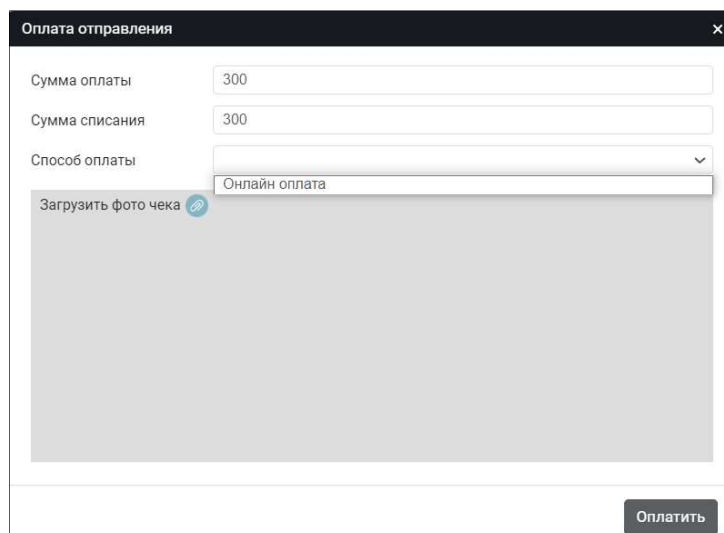 Оплата отправления
Сумма оплаты 300
Сумма списания 300
Способ оплаты
Онлайн оплата
Загрузить фото чека
Оплатить